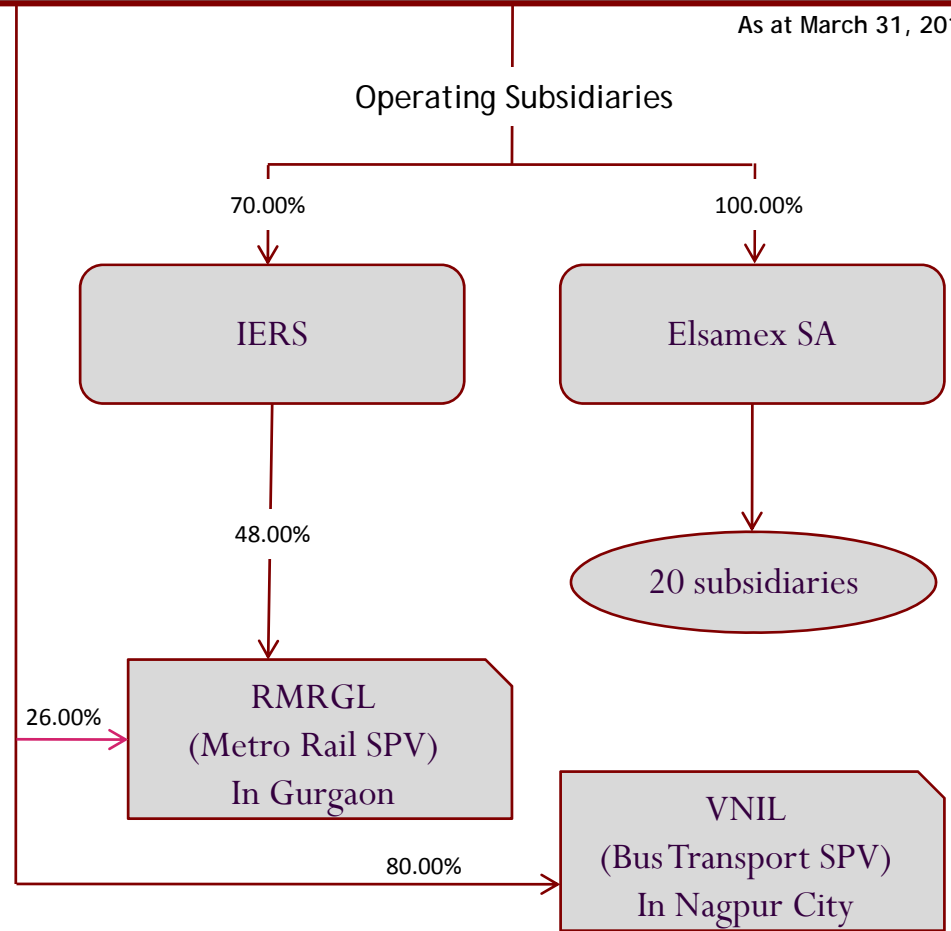 As at March 31, 201
Operating Subsidiaries
70.00%
100.00%
IERS
Elsamex SA
48.00%
20 subsidiaries
RMRGL
(Metro Rail SPV)
In Gurgaon
26.00%
VNIL
(Bus Transport SPV)
In Nagpur City
80.00%